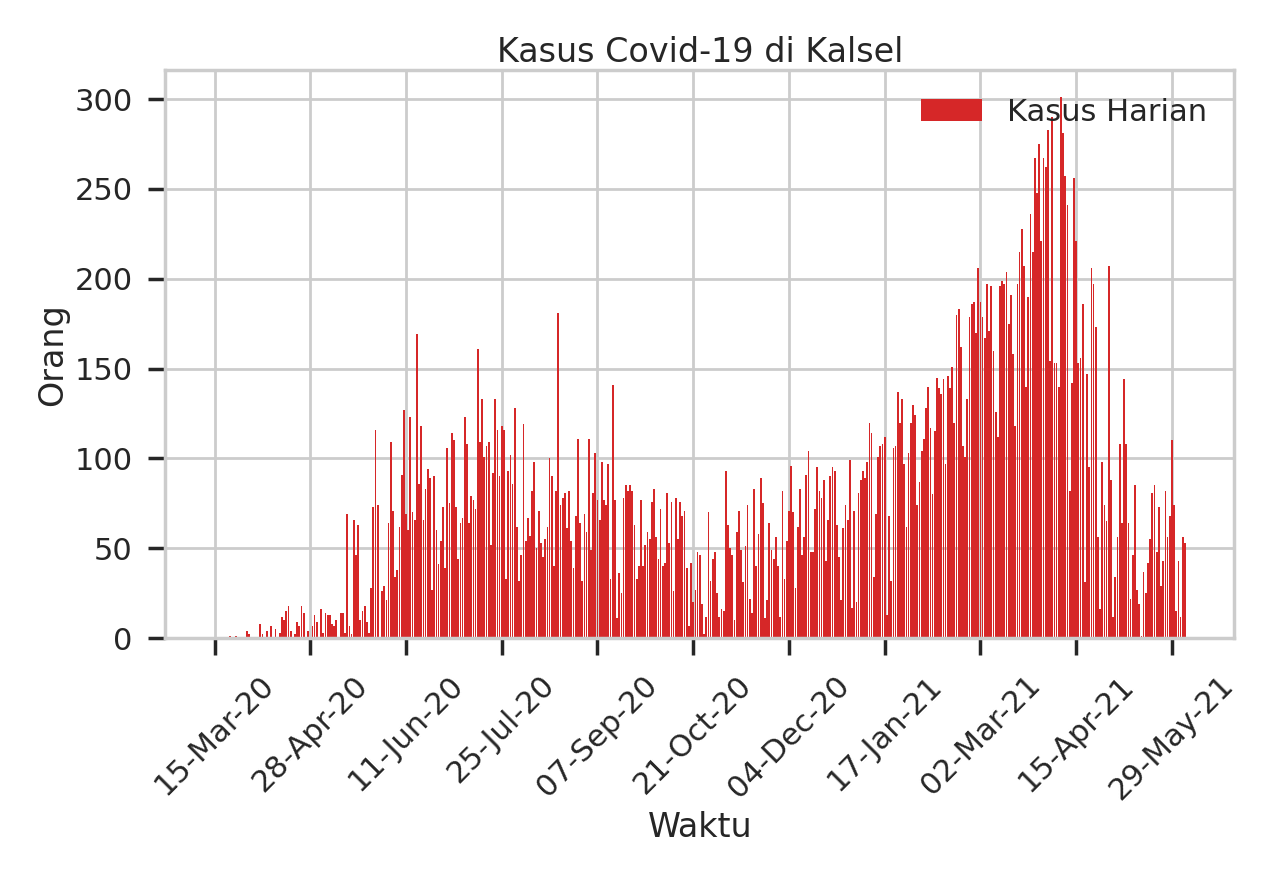 Kasus Covid-19 di Kalsel
Kasus Harian
Orang
300
250
200
150
100
50
0
15-Mar-20
28-Apr-20
11-Jun-20
25-Jul-20
07-Sep-20
21-Oct-20
04-Dec-20
17-Jan-21
02-Mar-21
15-Apr-21
29-May-21
Waktu